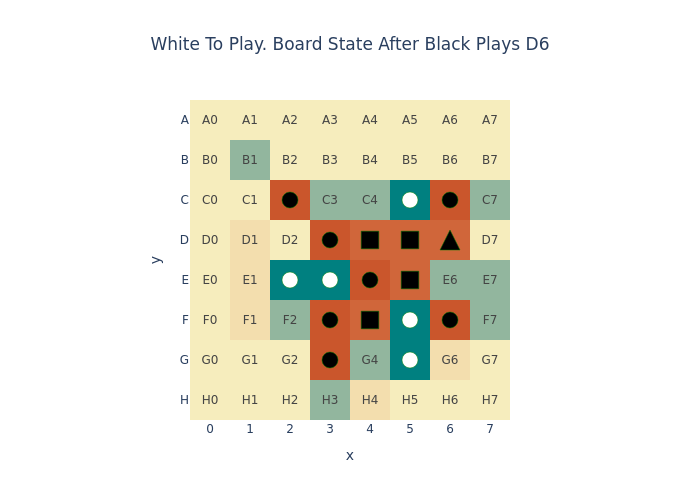 White To Play. Board State After Black Plays D6
A A0 A1 A2 A3 A4 A5 A6 A7
B B0 B1 B2 B3 B4 B5 B6 B7
C C0 C1 C3 C4 C7
D D0 D1 D2 D7
E E0 E1 E6 E7
F F0 F1 F2 F7
G G0 G1 G2 G4 G6 G7
H H0 H1 H2 H3 H4 H5 H6 H7
0 1 2 3 4 5 6 7
x
y